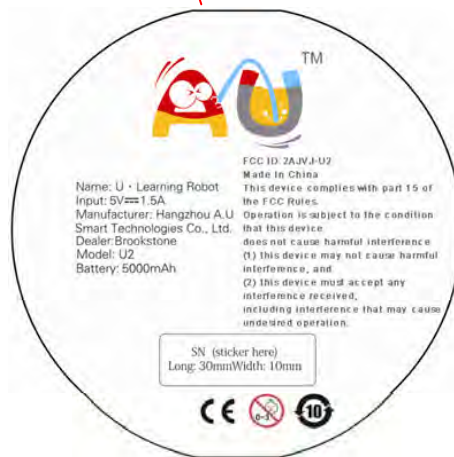 AU
TM
Name: U · Learning Robot
Input: 5V⎓1.5A
Manufacturer: Hangzhou A.U
Smart Technologies Co., Ltd.
Dealer:Brookstone
Model: U2
Battery: 5000mAh
FCC ID: 2AJVJ-U2
Made In China
This device complies with part 15 of
the FCC Rules.
Operation is subject to the condition
that this device
does not cause harmful interference
(1) this device may not cause harmful
interference, and
(2) this device must accept any
interference received,
including interference that may cause
undesired operation.
SN (sticker here)
Long: 30mmWidth: 10mm
CE
0-3
10